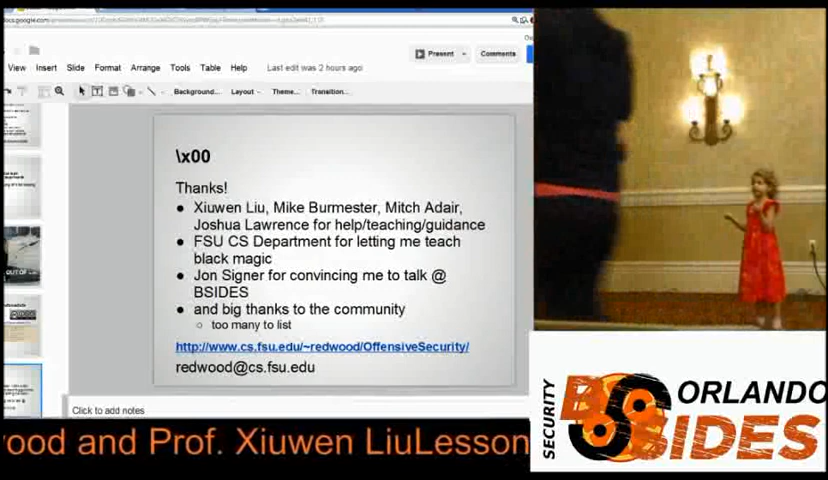 View Insert Slide Format Arrange Tools Table Help Last edit was 2 hours ago
Present Comments
Background... Layout Theme... Transition...
\x00
Thanks!
● Xiuwen Liu, Mike Burmester, Mitch Adair,
Joshua Lawrence for help/teaching/guidance
● FSU CS Department for letting me teach
black magic
● Jon Signer for convincing me to talk @
BSIDES
● and big thanks to the community
○ too many to list
http://www.cs.fsu.edu/~redwood/OffensiveSecurity/
redwood@cs.fsu.edu
Click to add notes
wood and Prof. Xiuwen LiuLesson
SECURITY
BSIDES
ORLANDO